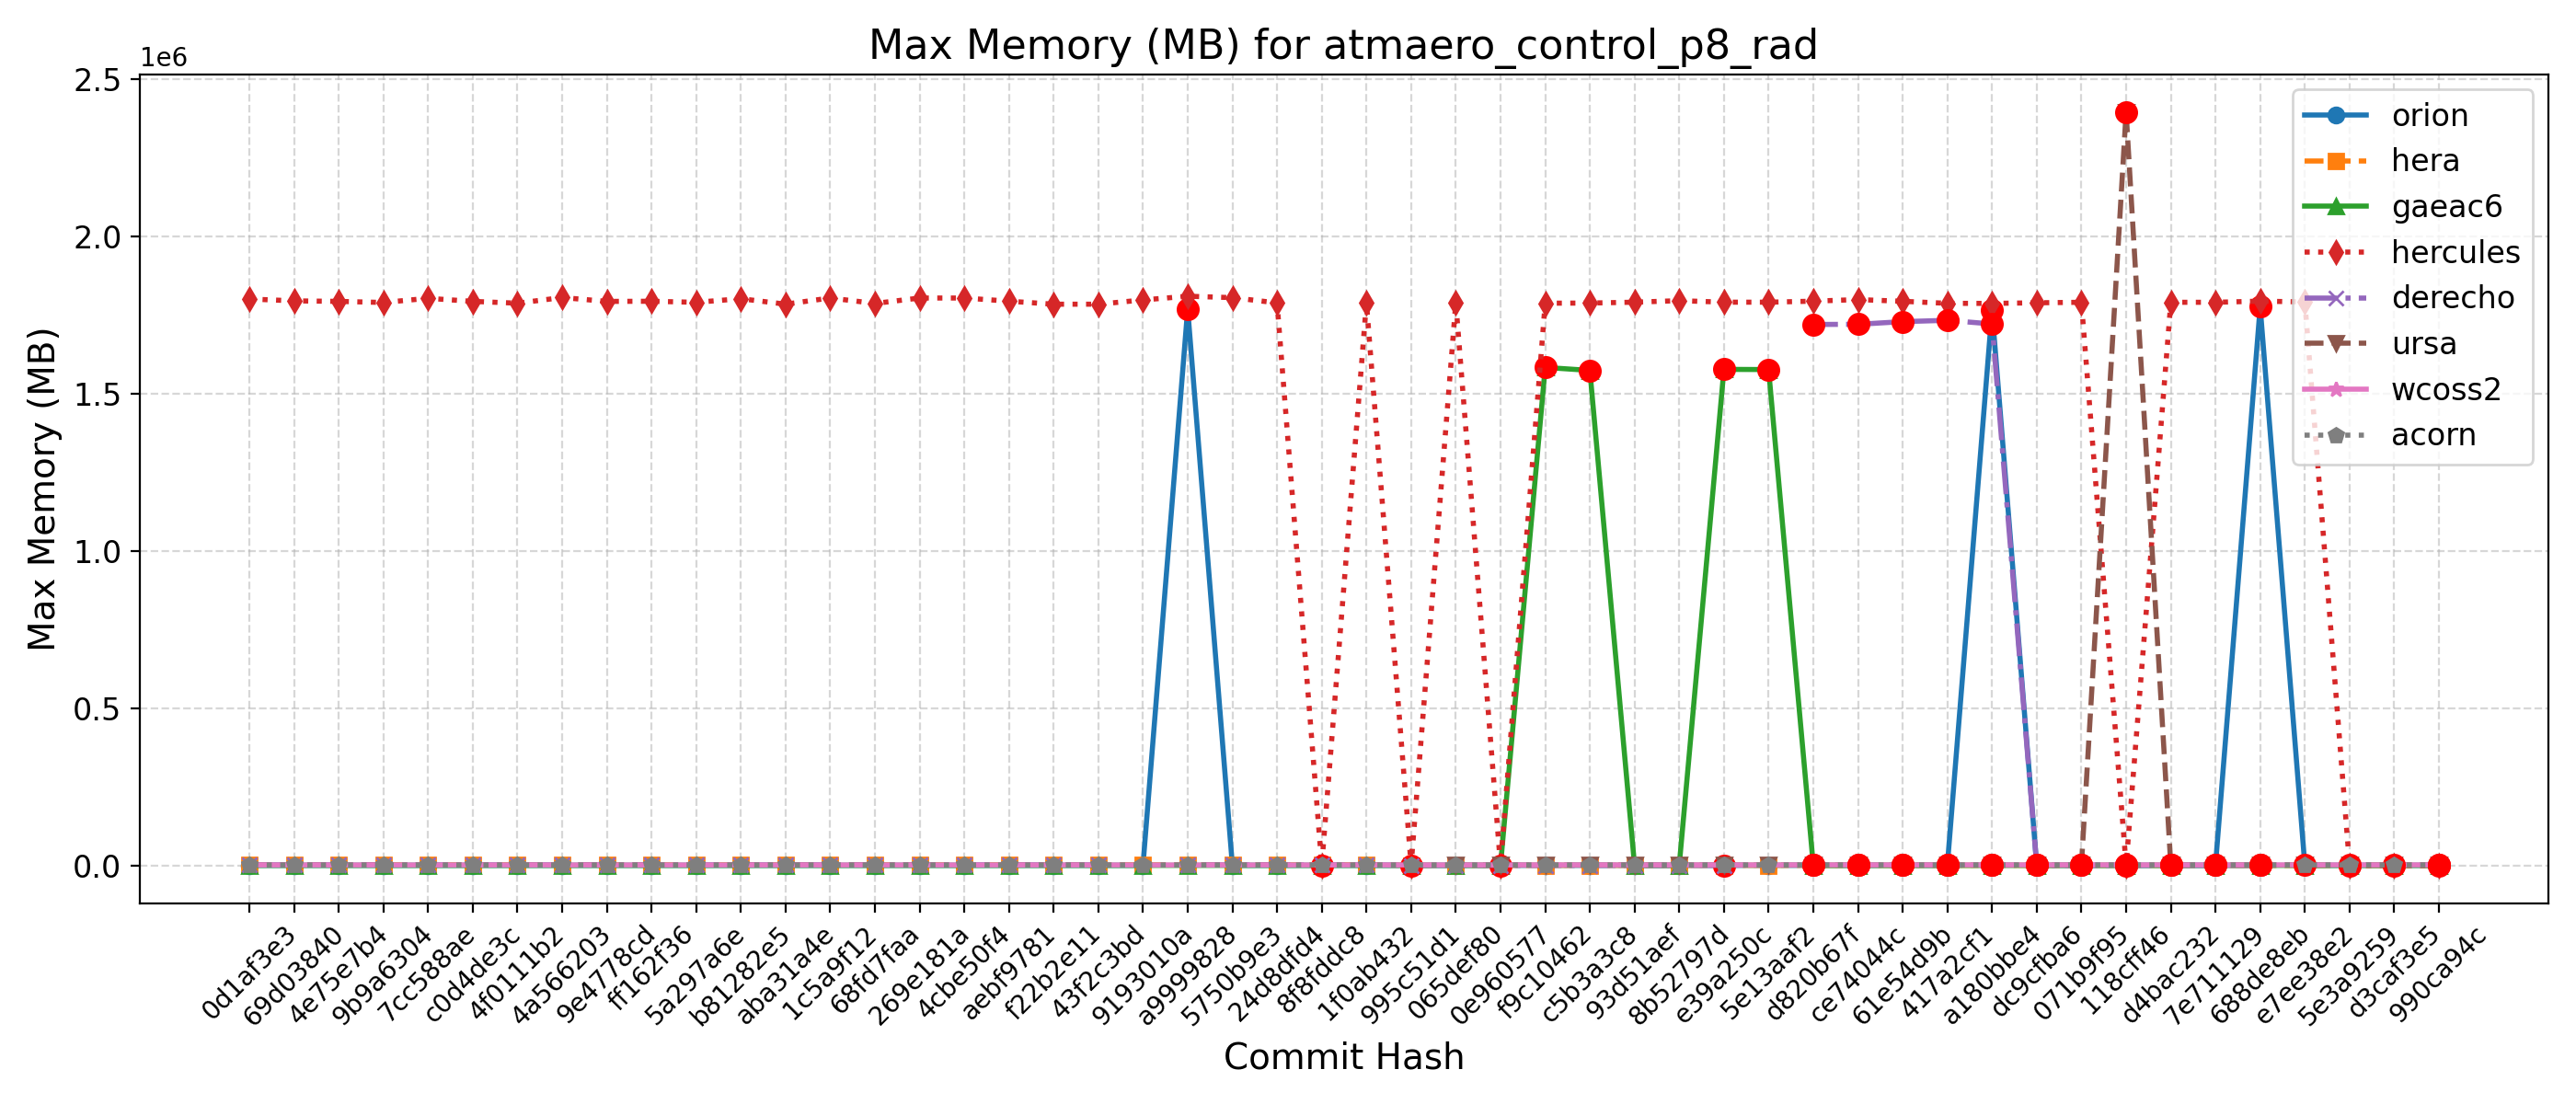 Max Memory (MB) for atmaero_control_p8_rad
1e6
2.5
2.0
1.5
1.0
0.5
0.0
Max Memory (MB)
orion
hera
gaeac6
hercules
derecho
ursa
wcoss2
acorn
0d1af3e3
69d03840
4e75e7b4
9b9a6304
7cc588ae
c0d4de3c
4f0111b2
4a566203
9e4778cd
ff162f36
5a297a6e
b81282e5
aba31a4e
1c5a9f12
68fd7faa
269e181a
4cbe50f4
aebf9781
f22b2e11
43f2c3bd
9193010a
a9999828
5750b9e3
24d8dfd4
8f8fddc8
1f0ab432
995c51d1
065def80
0e960577
f9c10462
c5b3a3c8
93d51aef
8b52797d
e39a250c
5e13aaf2
d820b67f
ce74044c
61e54d9b
417a2cf1
a180bbe4
dc9cfba6
071b9f95
118cff46
d4bac232
7e711129
688de8eb
e7ee38e2
5e3a9259
d3caf3e5
990ca94c
Commit Hash